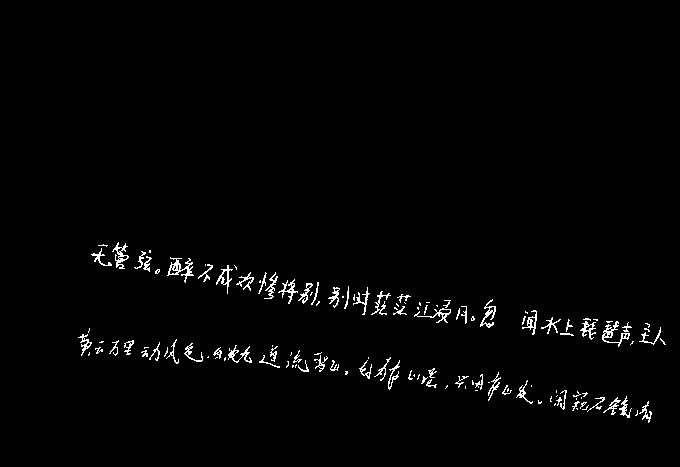 无管弦。醉不成欢惨将别,别时茫茫江浸月。忽 闻水上琵琶声,主人
黄云万里动风色,白波九道流雪山。好为庐山谣,兴因庐山发。闲窥石镜清